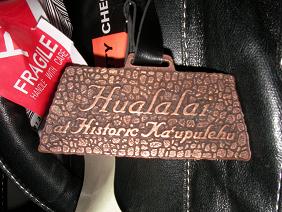 FRAGILE
HANDLE WITH CARE
Y CHE
Hualalai
at Historic Ka'upulehu